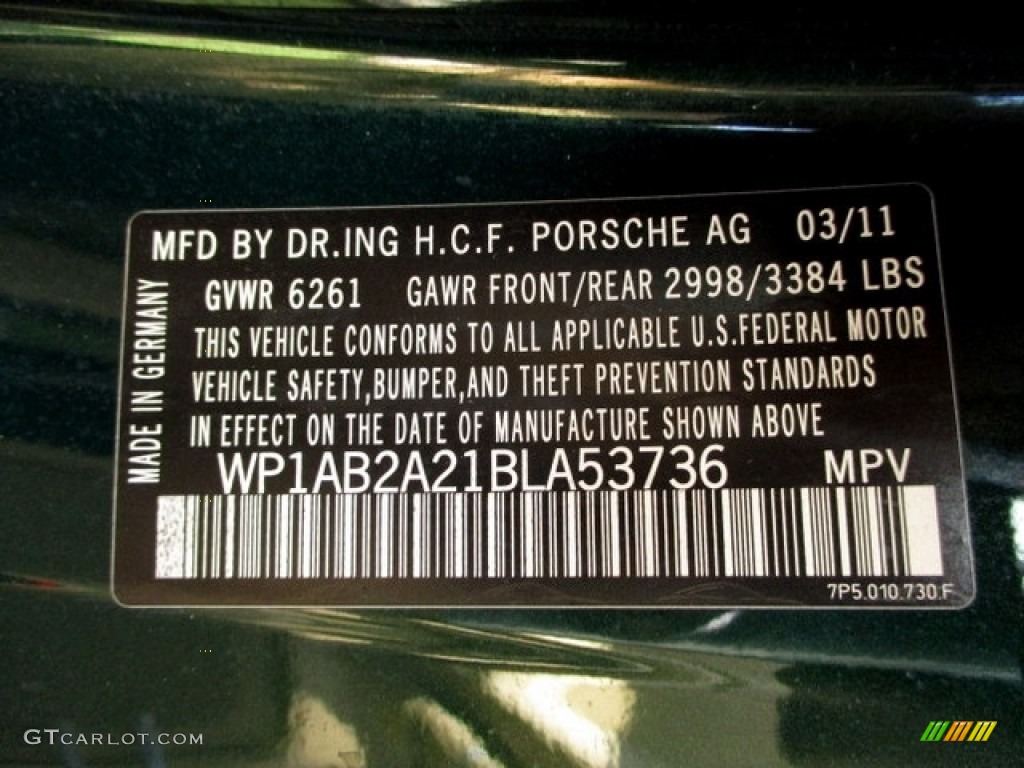 MFD BY DR.ING H.C.F. PORSCHE AG 03/11
GVWR 6261 GAWR FRONT/REAR 2998/3384 LBS
THIS VEHICLE CONFORMS TO ALL APPLICABLE U.S.FEDERAL MOTOR
VEHICLE SAFETY,BUMPER,AND THEFT PREVENTION STANDARDS
IN EFFECT ON THE DATE OF MANUFACTURE SHOWN ABOVE
WP1AB2A21BLA53736 MPV
7P5.010.730.F
MADE IN GERMANY
GTCARLOT.COM